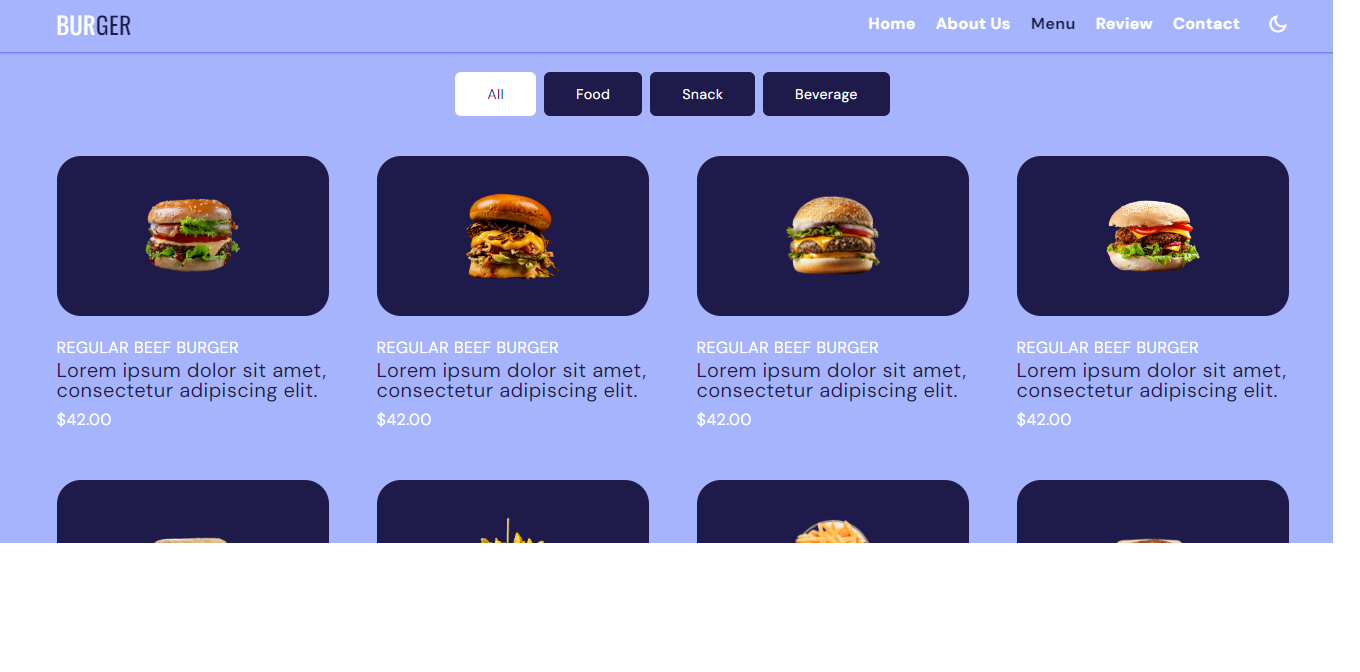 BURGER
Home About Us Menu Review Contact
All Food Snack Beverage
REGULAR BEEF BURGER
Lorem ipsum dolor sit amet,
consectetur adipiscing elit.
$42.00
REGULAR BEEF BURGER
Lorem ipsum dolor sit amet,
consectetur adipiscing elit.
$42.00
REGULAR BEEF BURGER
Lorem ipsum dolor sit amet,
consectetur adipiscing elit.
$42.00
REGULAR BEEF BURGER
Lorem ipsum dolor sit amet,
consectetur adipiscing elit.
$42.00